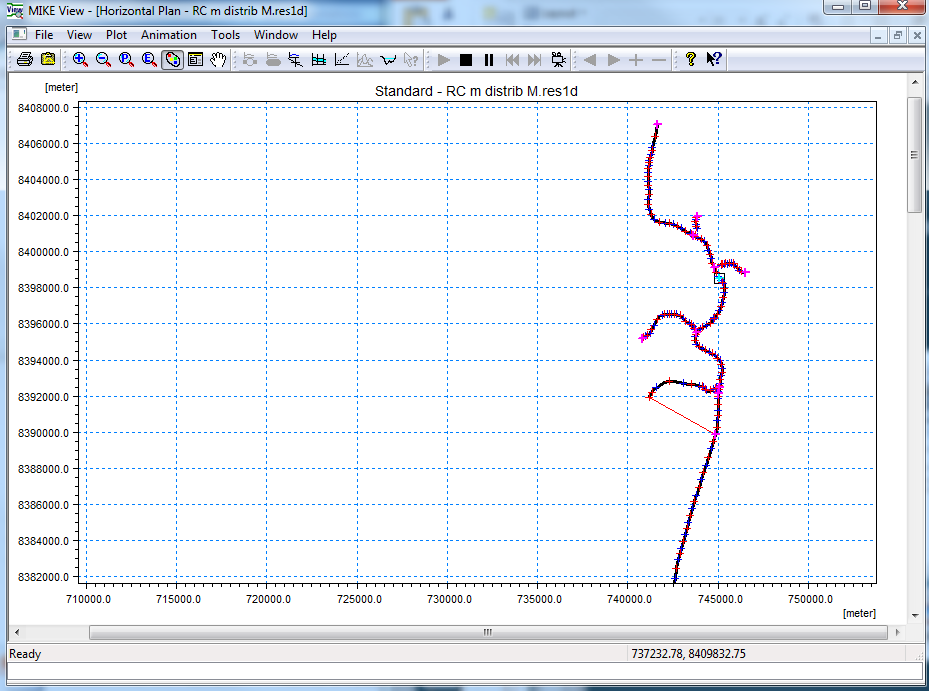 MIKE View - [Horizontal Plan - RC m distrib M.res1d]
File View Plot Animation Tools Window Help
[meter]
Standard - RC m distrib M.res1d
8408000.0
8406000.0
8404000.0
8402000.0
8400000.0
8398000.0
8396000.0
8394000.0
8392000.0
8390000.0
8388000.0
8386000.0
8384000.0
8382000.0
710000.0 715000.0 720000.0 725000.0 730000.0 735000.0 740000.0 745000.0 750000.0
[meter]
Ready 737232.78, 8409832.75